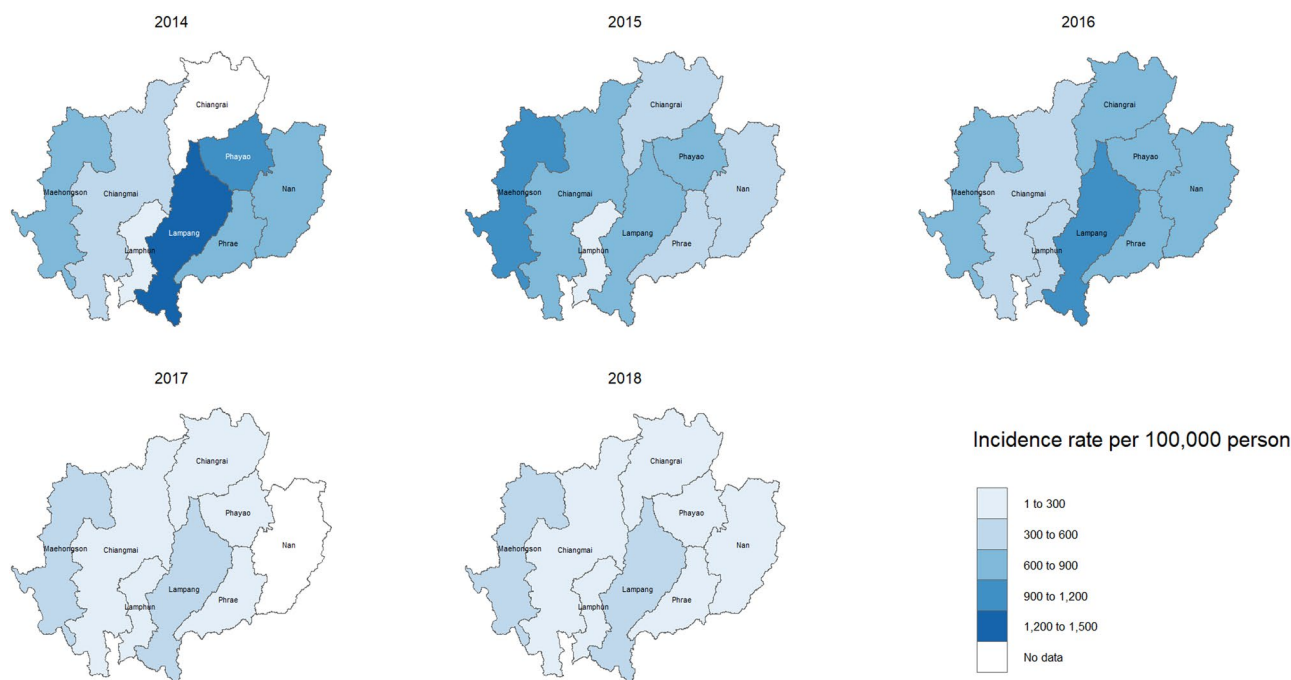 2014
2015
2016
Chiangrai
Phayao
Maehongson
Chiangmai
Nan
Lampang
Lamphun
Phrae
Chiangrai
Phayao
Maehongson
Chiangmai
Nan
Lampang
Lamphun
Phrae
Chiangrai
Phayao
Maehongson
Chiangmai
Nan
Lampang
Lamphun
Phrae
2017
2018
Chiangrai
Phayao
Maehongson
Chiangmai
Nan
Lampang
Lamphun
Phrae
Chiangrai
Phayao
Maehongson
Chiangmai
Nan
Lampang
Lamphun
Phrae
Incidence rate per 100,000 person
1 to 300
300 to 600
600 to 900
900 to 1,200
1,200 to 1,500
No data